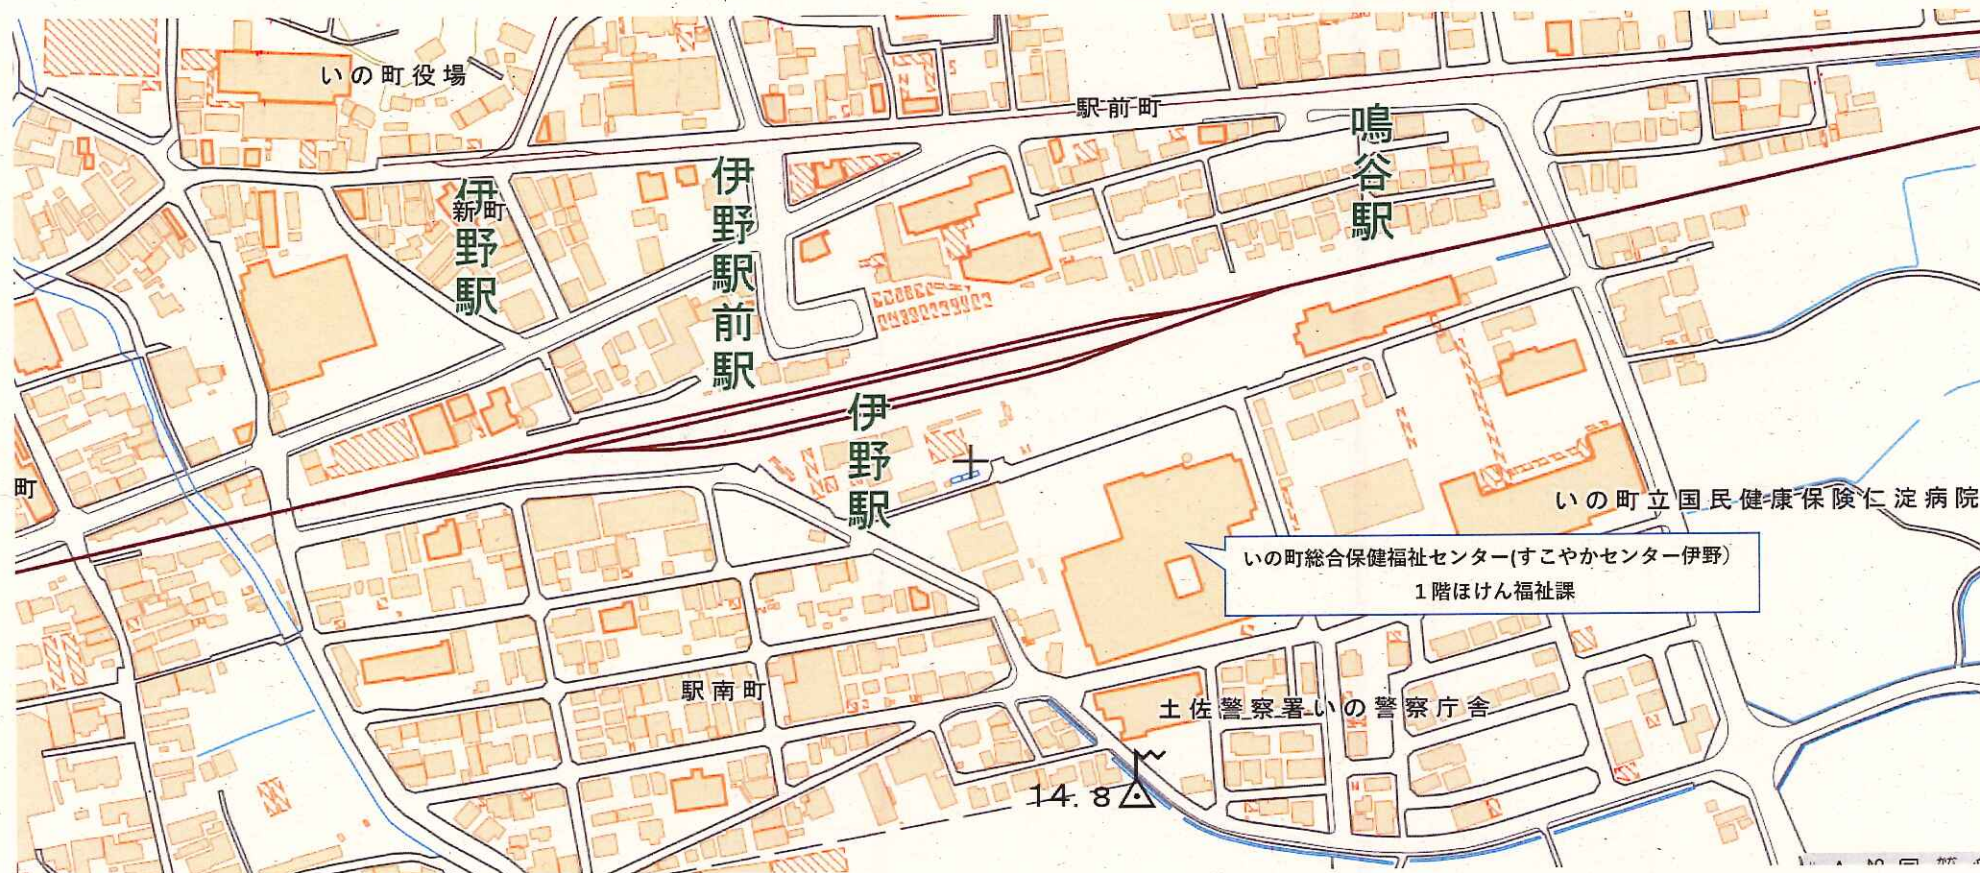 いの町役場
駅前町
鳴谷駅
伊野駅
新町
伊野駅前駅
伊野駅
町
いの町立国民健康保険仁淀病院
いの町総合保健福祉センター(すこやかセンター伊野)
1階ほけん福祉課
駅南町
土佐警察署いの警察庁舎
14.8